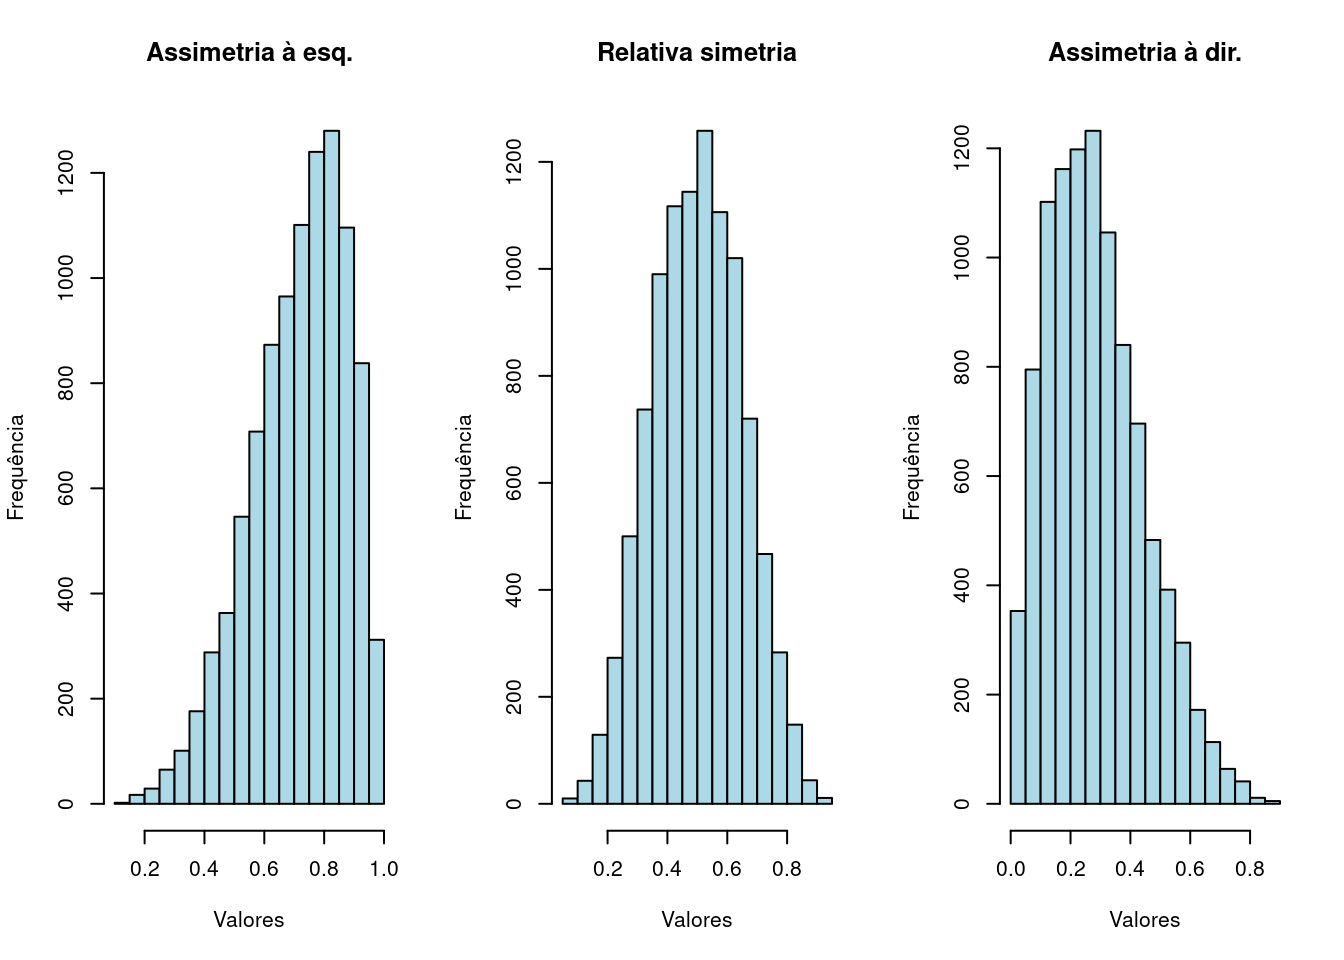 Assimetria à esq.
Frequência
0
200
400
600
800
1000
1200
0.2 0.4 0.6 0.8 1.0
Valores
Relativa simetria
Frequência
0
200
400
600
800
1000
1200
0.2 0.4 0.6 0.8
Valores
Assimetria à dir.
Frequência
0
200
400
600
800
1000
1200
0.0 0.2 0.4 0.6 0.8
Valores